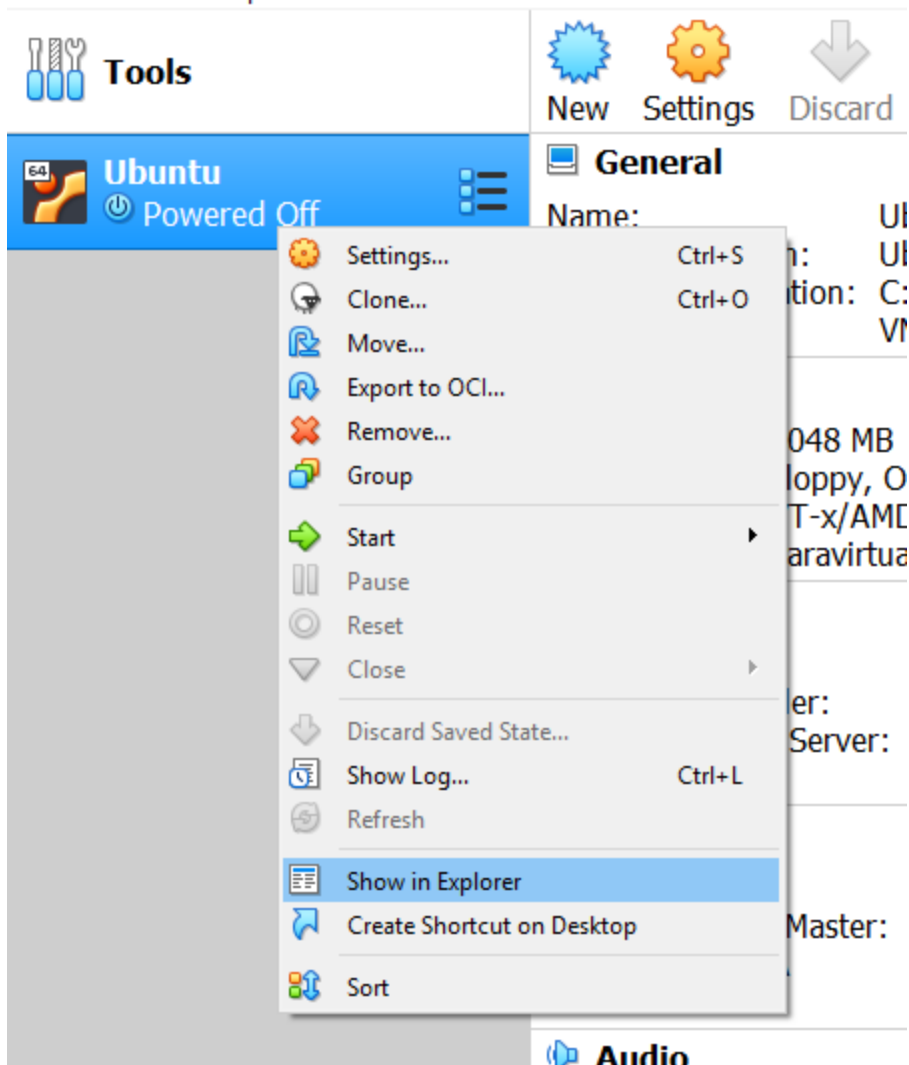 Tools
New Settings Discard
64
Ubuntu
Powered Off
General
Name:
Settings... Ctrl+S
Clone... Ctrl+O
Move...
Export to OCI...
Remove...
Group
Start
Pause
Reset
Close
Discard Saved State...
Show Log... Ctrl+L
Refresh
Show in Explorer
Create Shortcut on Desktop
Sort
C:
048 MB
Server:
Master:
Audio